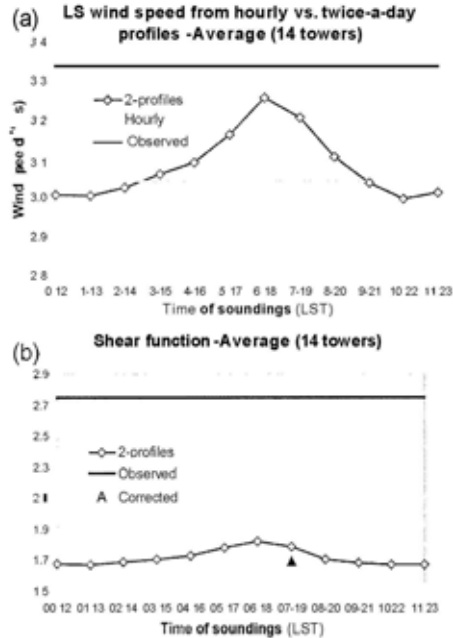 (a) LS wind speed from hourly vs. twice-a-day
profiles -Average (14 towers)
3 4
3 3
3 2
3.1
3.0
2.9
2 8
2-profiles
Hourly
Observed
0 12 1-13 2-14 3-15 4-16 5 17 6 18 7-19 8-20 9-21 10 22 11 23
Time of soundings (LST)
(b) Shear function -Average (14 towers)
2.9
2.7
2.5
2.3
1.9
1.7
1 5
2-profiles
Observed
A Corrected
00 12 01 13 02 14 03 15 04 16 05 17 06 18 07-19 08-20 09-21 10 22 11 23
Time of soundings (LST)